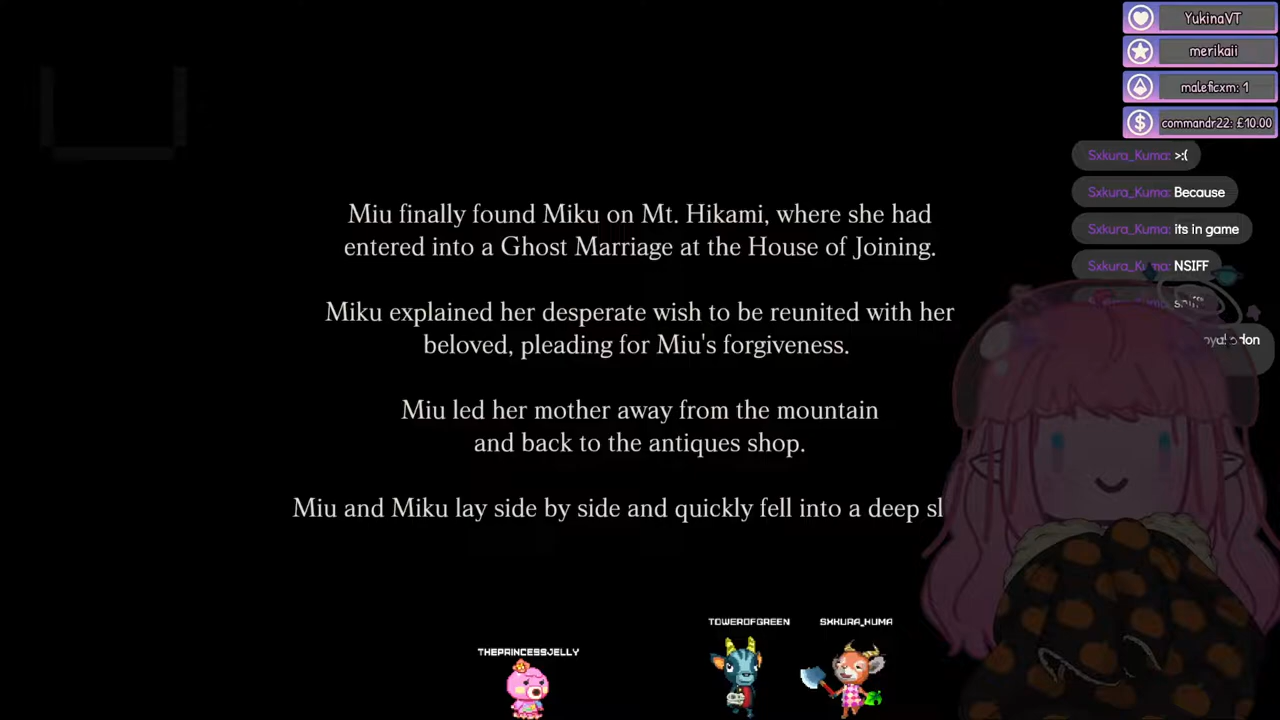 YukinaVT
merikaii
maleficxm: 1
commandr22: £10.00
Sxkura_Kuma: >:(
Sxkura_Kuma: Because
Sxkura_Kuma: its in game
Sxkura_Kuma: NSIFF
Miu finally found Miku on Mt. Hikami, where she had
entered into a Ghost Marriage at the House of Joining.
Miku explained her desperate wish to be reunited with her
beloved, pleading for Miu's forgiveness.
Miu led her mother away from the mountain
and back to the antiques shop.
Miu and Miku lay side by side and quickly fell into a deep sl
THEPRINCESSJELLY
TOWEROFGREEN
SXKURA_KUMA